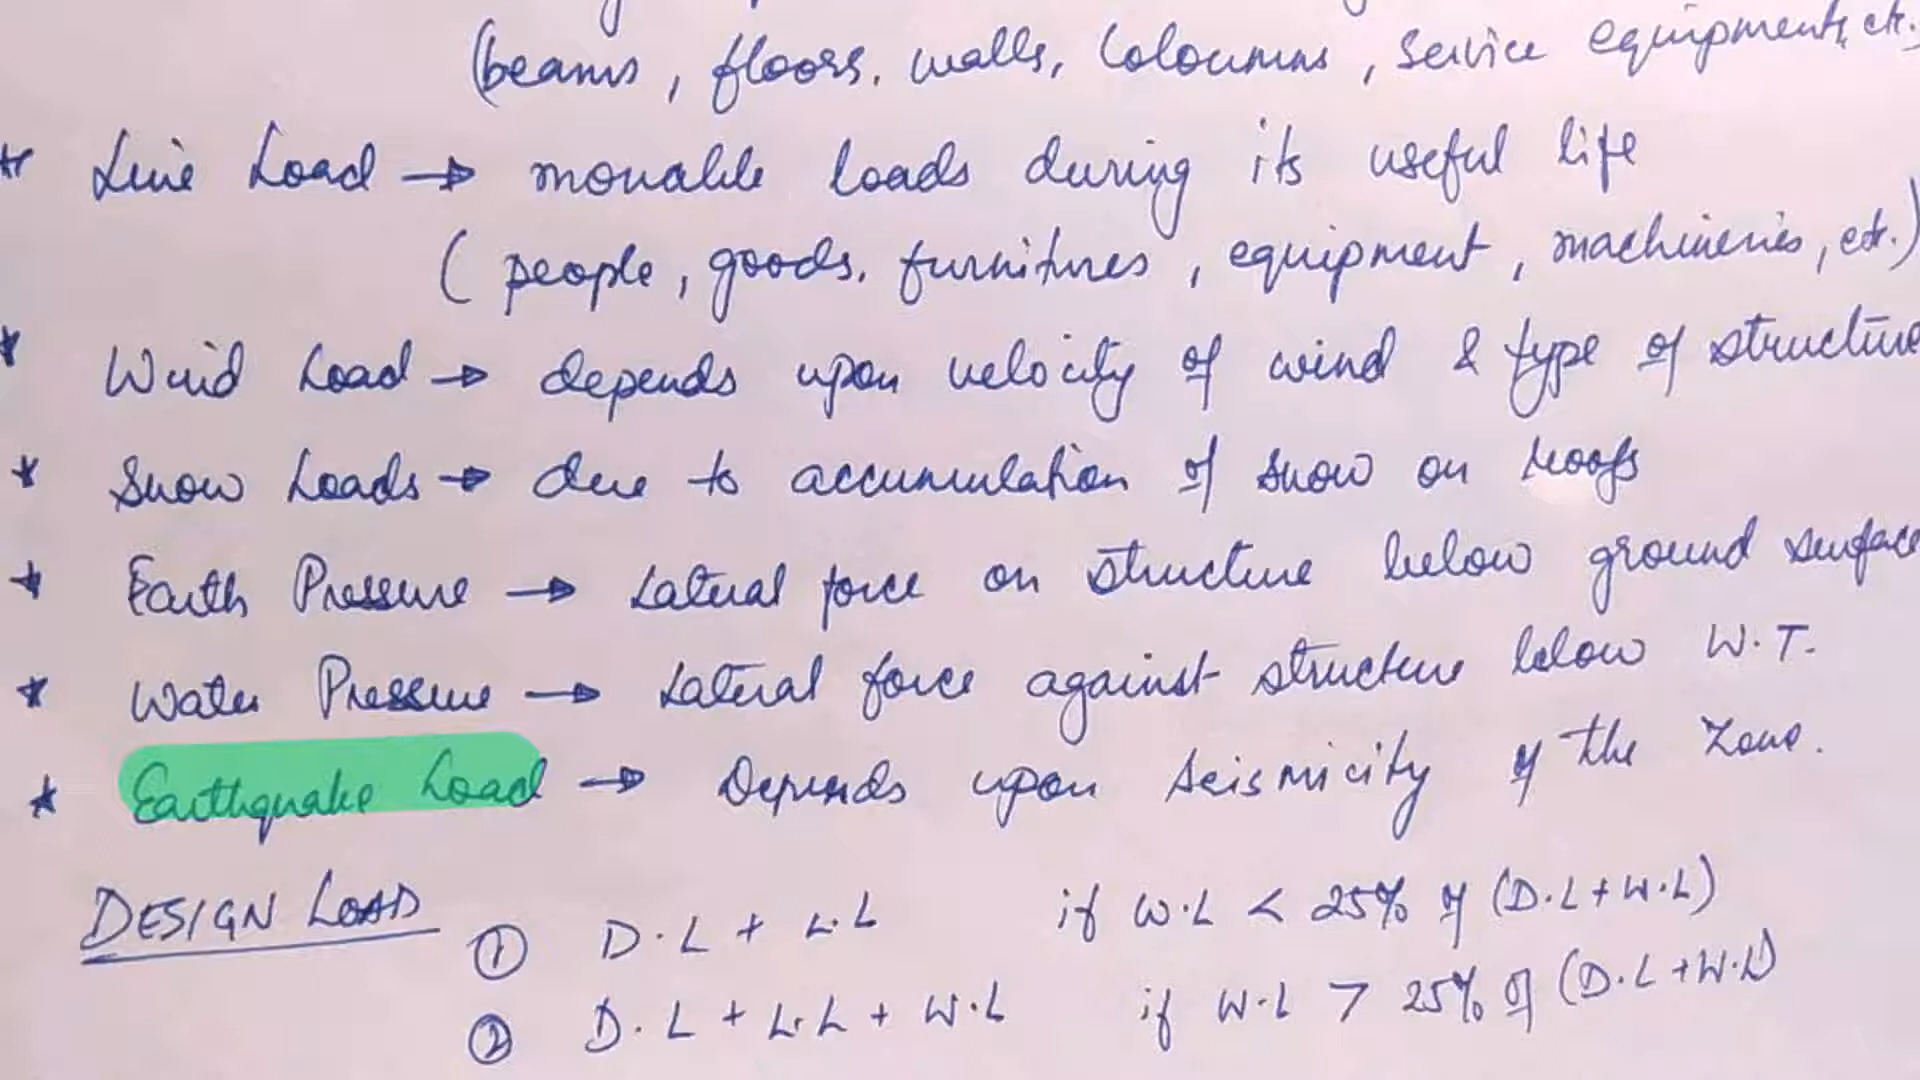 (beams, floors, walls, Coloumns, Service equipments, etc.,
* Live Load → movable loads during its useful life
(people, goods, furnitures, equipment, machineries, etc.)
* Wind Load → depends upon velocity of wind & type of structure
* Snow Loads → due to accumulation of snow on roofs
* Earth Pressure → Lateral force on structure below ground surface
* Water Pressure → Lateral force against structure below W.T.
* Earthquake Load → Depends upon seismicity of the Zone.
DESIGN LOAD
① D.L + L.L if W.L < 25% of (D.L+W.L)
② D.L + L.L + W.L if W.L > 25% of (D.L+W.L)